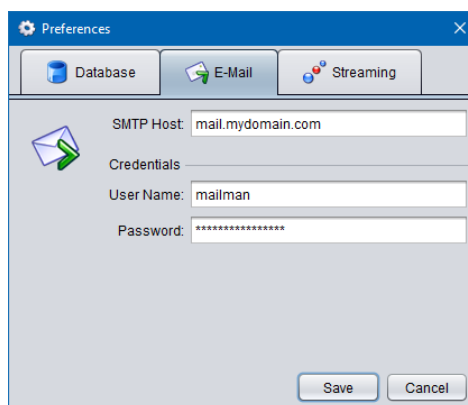 Preferences
Database E-Mail Streaming
SMTP Host: mail.mydomain.com
Credentials
User Name: mailman
Password: ****************
Save Cancel